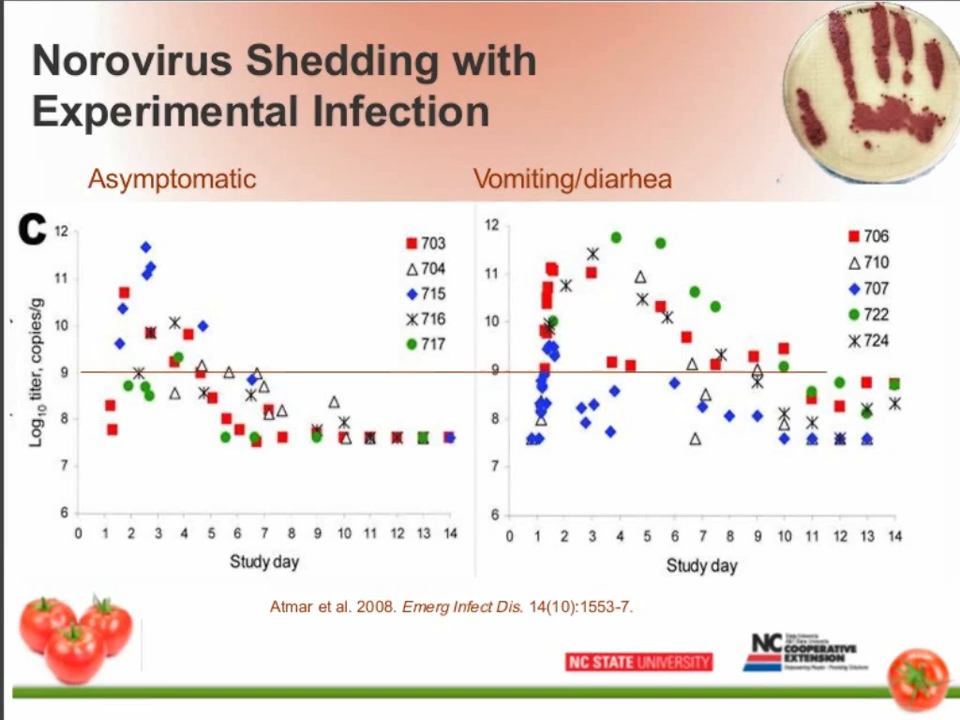 Norovirus Shedding with
Experimental Infection
Asymptomatic
Vomiting/diarhea
C
12
11
10
9
8
7
6
Log10 titer, copies/g
0 1 2 3 4 5 6 7 8 9 10 11 12 13 14
Study day
703
704
715
716
717
12
11
10
9
8
7
6
0 1 2 3 4 5 6 7 8 9 10 11 12 13 14
Study day
706
710
707
722
724
Atmar et al. 2008. Emerg Infect Dis. 14(10):1553-7.
NC STATE UNIVERSITY
NC
COOPERATIVE
EXTENSION